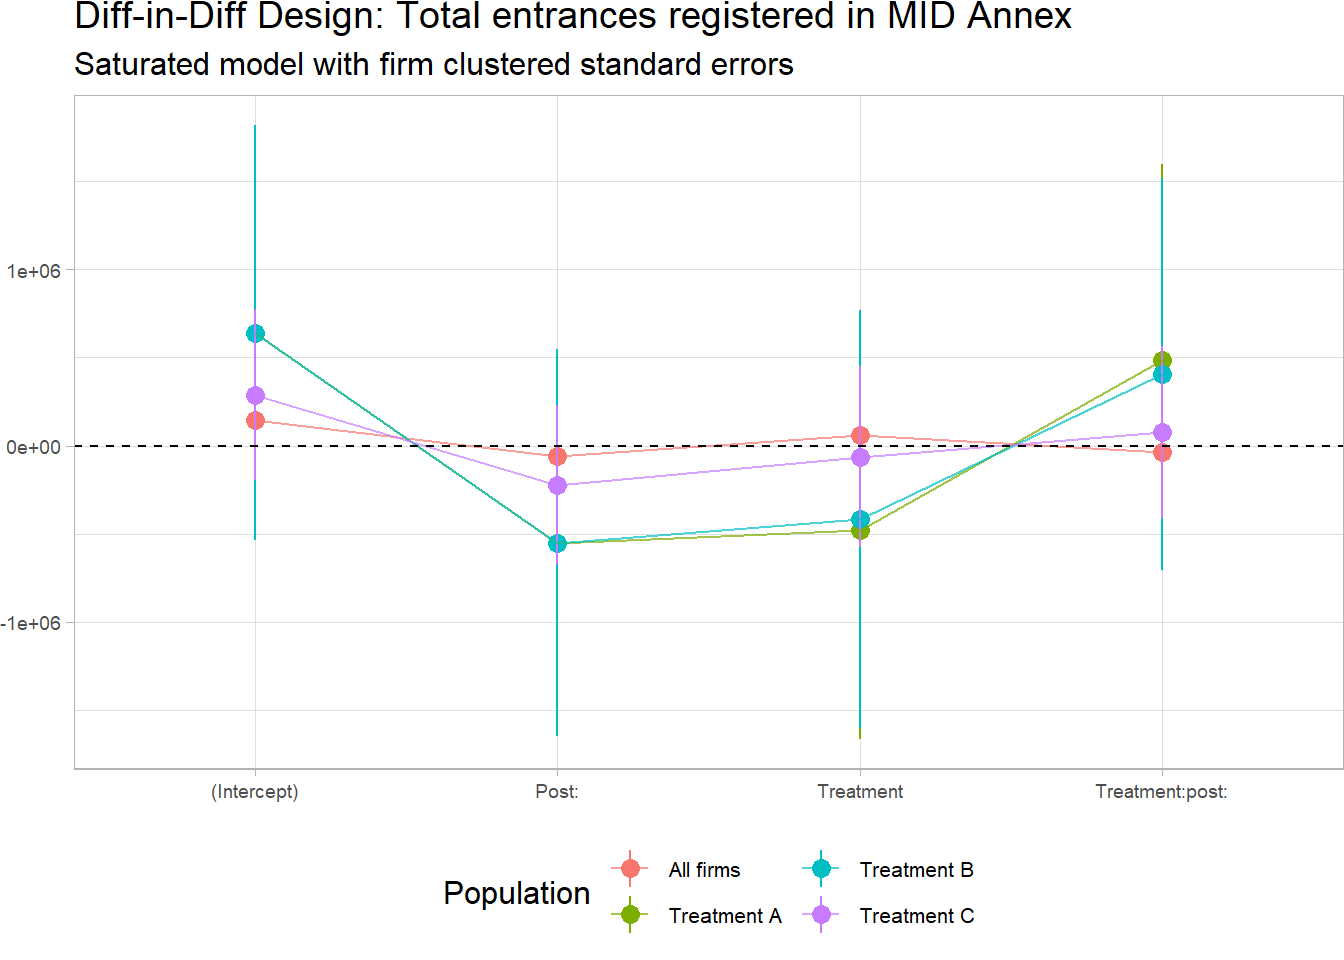 Diff-in-Diff Design: Total entrances registered in MID Annex
Saturated model with firm clustered standard errors
1e+06
0e+00
-1e+06
(Intercept) Post: Treatment Treatment:post:
Population
All firms Treatment B
Treatment A Treatment C